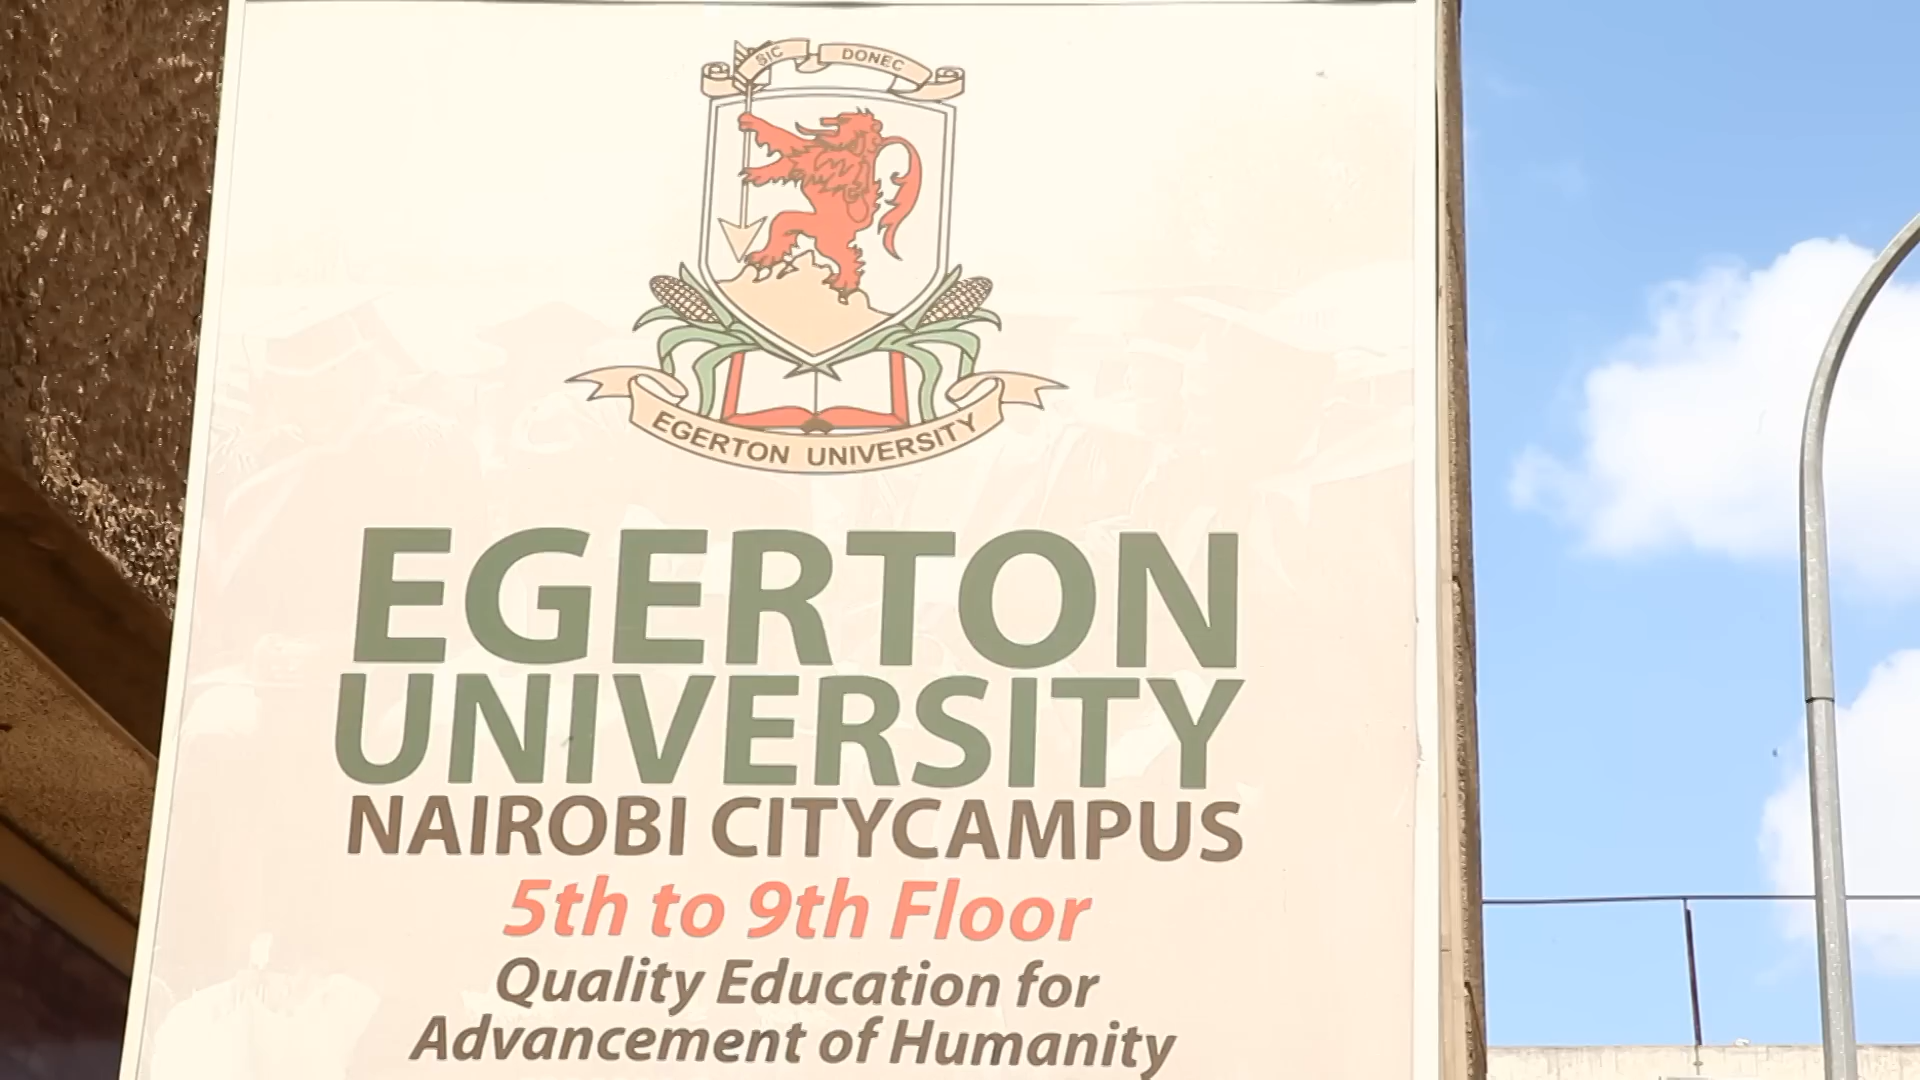 SIC DONEC
EGERTON UNIVERSITY
EGERTON
UNIVERSITY
NAIROBI CITYCAMPUS
5th to 9th Floor
Quality Education for
Advancement of Humanity